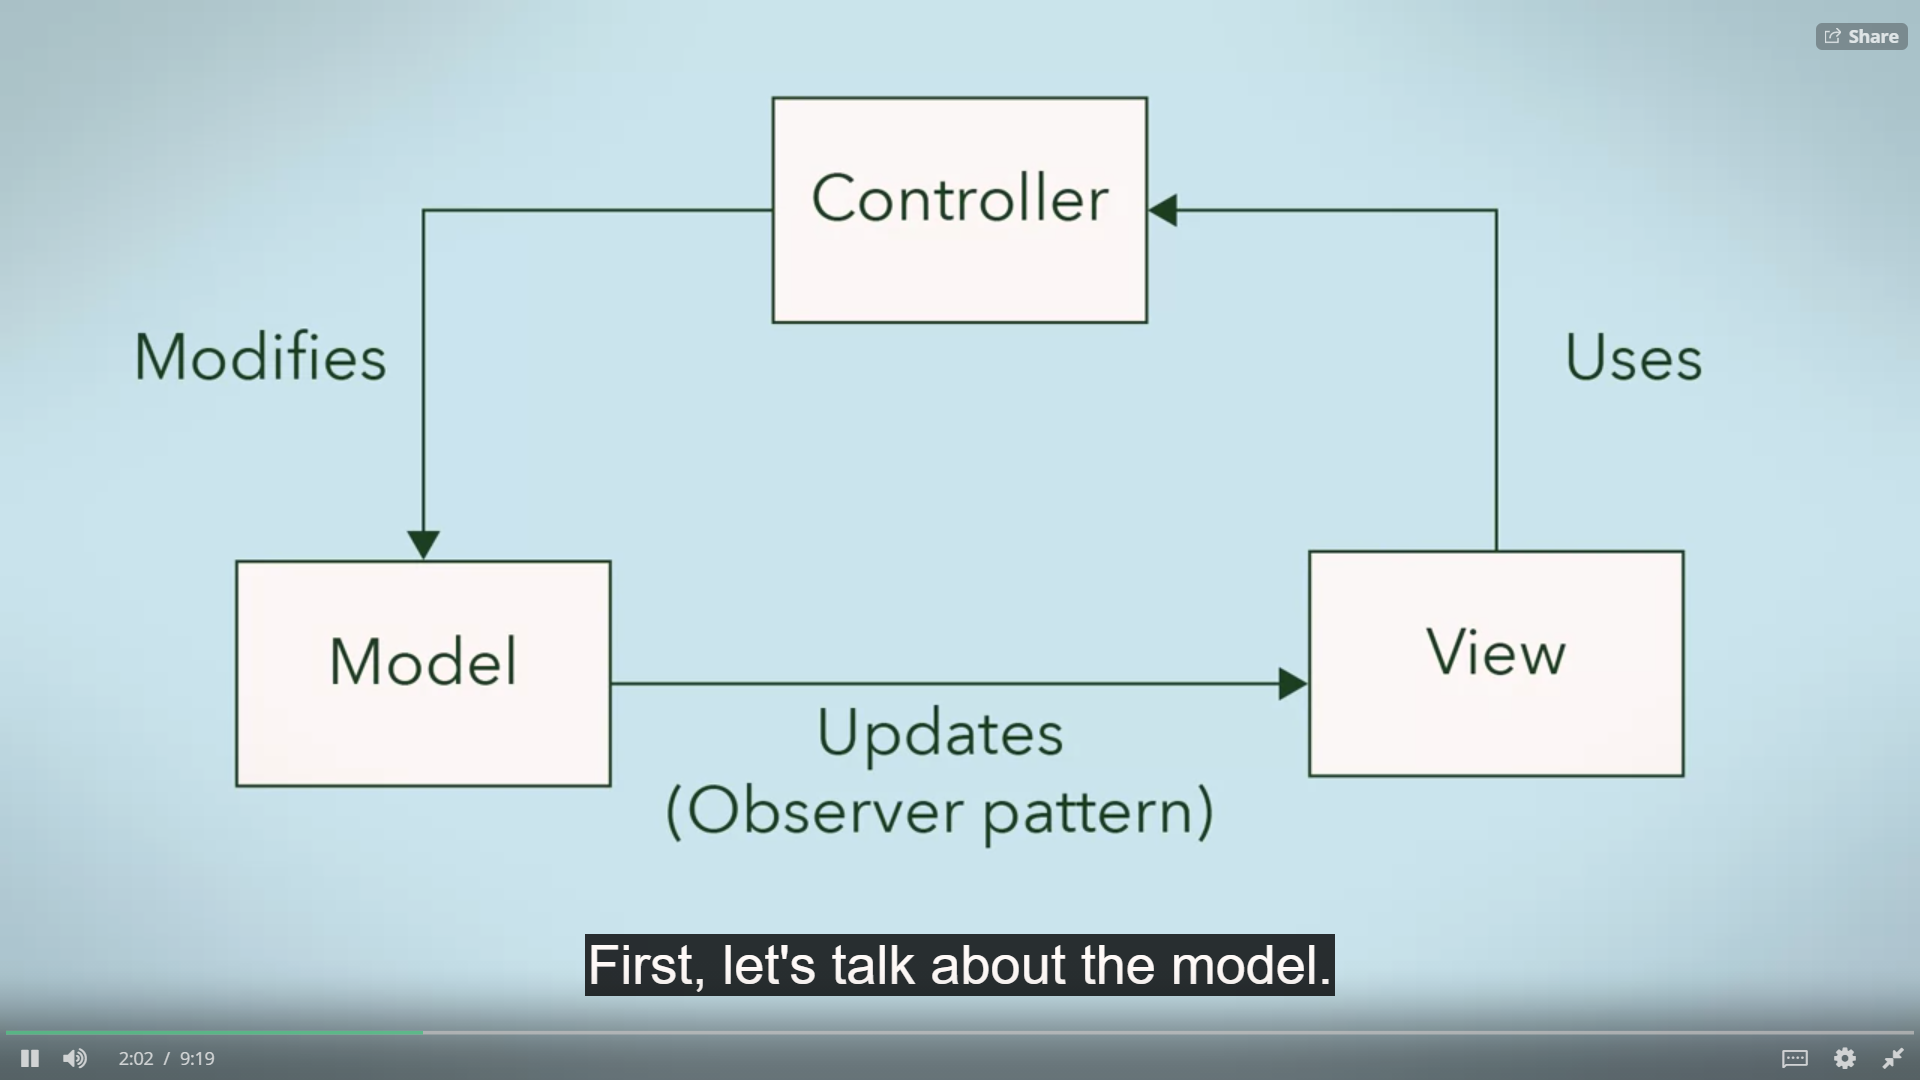 Share
Controller
Modifies
Uses
Model
View
Updates
(Observer pattern)
First, let's talk about the model.
2:02 / 9:19